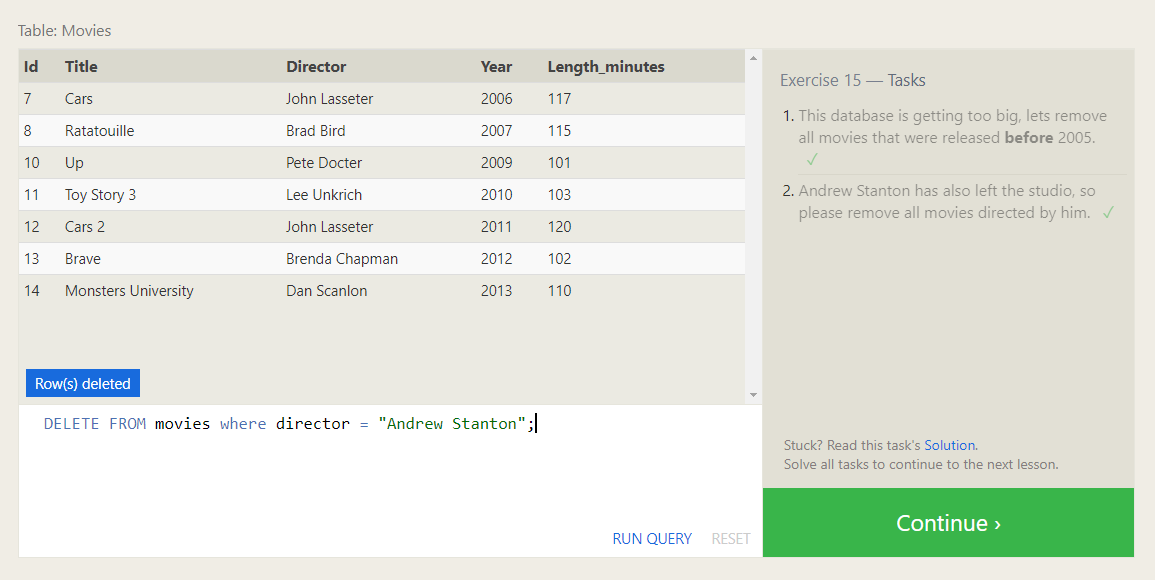 Table: Movies
Id Title Director Year Length_minutes
7 Cars John Lasseter 2006 117
8 Ratatouille Brad Bird 2007 115
10 Up Pete Docter 2009 101
11 Toy Story 3 Lee Unkrich 2010 103
12 Cars 2 John Lasseter 2011 120
13 Brave Brenda Chapman 2012 102
14 Monsters University Dan Scanlon 2013 110
Row(s) deleted
DELETE FROM movies where director = "Andrew Stanton";
RUN QUERY RESET
Exercise 15 — Tasks
1. This database is getting too big, lets remove
all movies that were released before 2005.
✓
2. Andrew Stanton has also left the studio, so
please remove all movies directed by him. ✓
Stuck? Read this task's Solution.
Solve all tasks to continue to the next lesson.
Continue ›